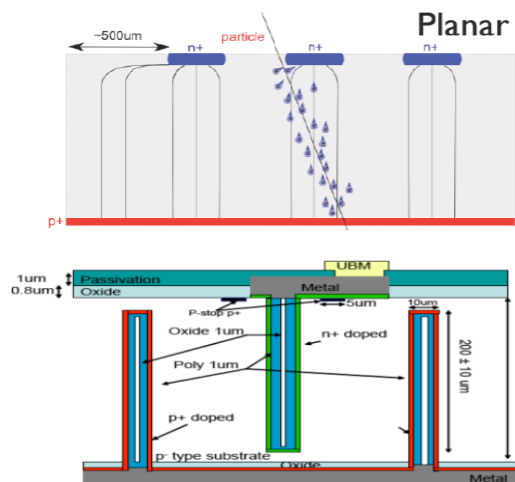 Planar
~500um
n+
particle
n+
n+
p+
UBM
1um
Passivation
0.8um
Oxide
Metal
P-stop p+
5um
10um
Oxide 1um
n+ doped
Poly 1um
200 ± 10 um
p+ doped
p- type substrate
Oxide
Metal